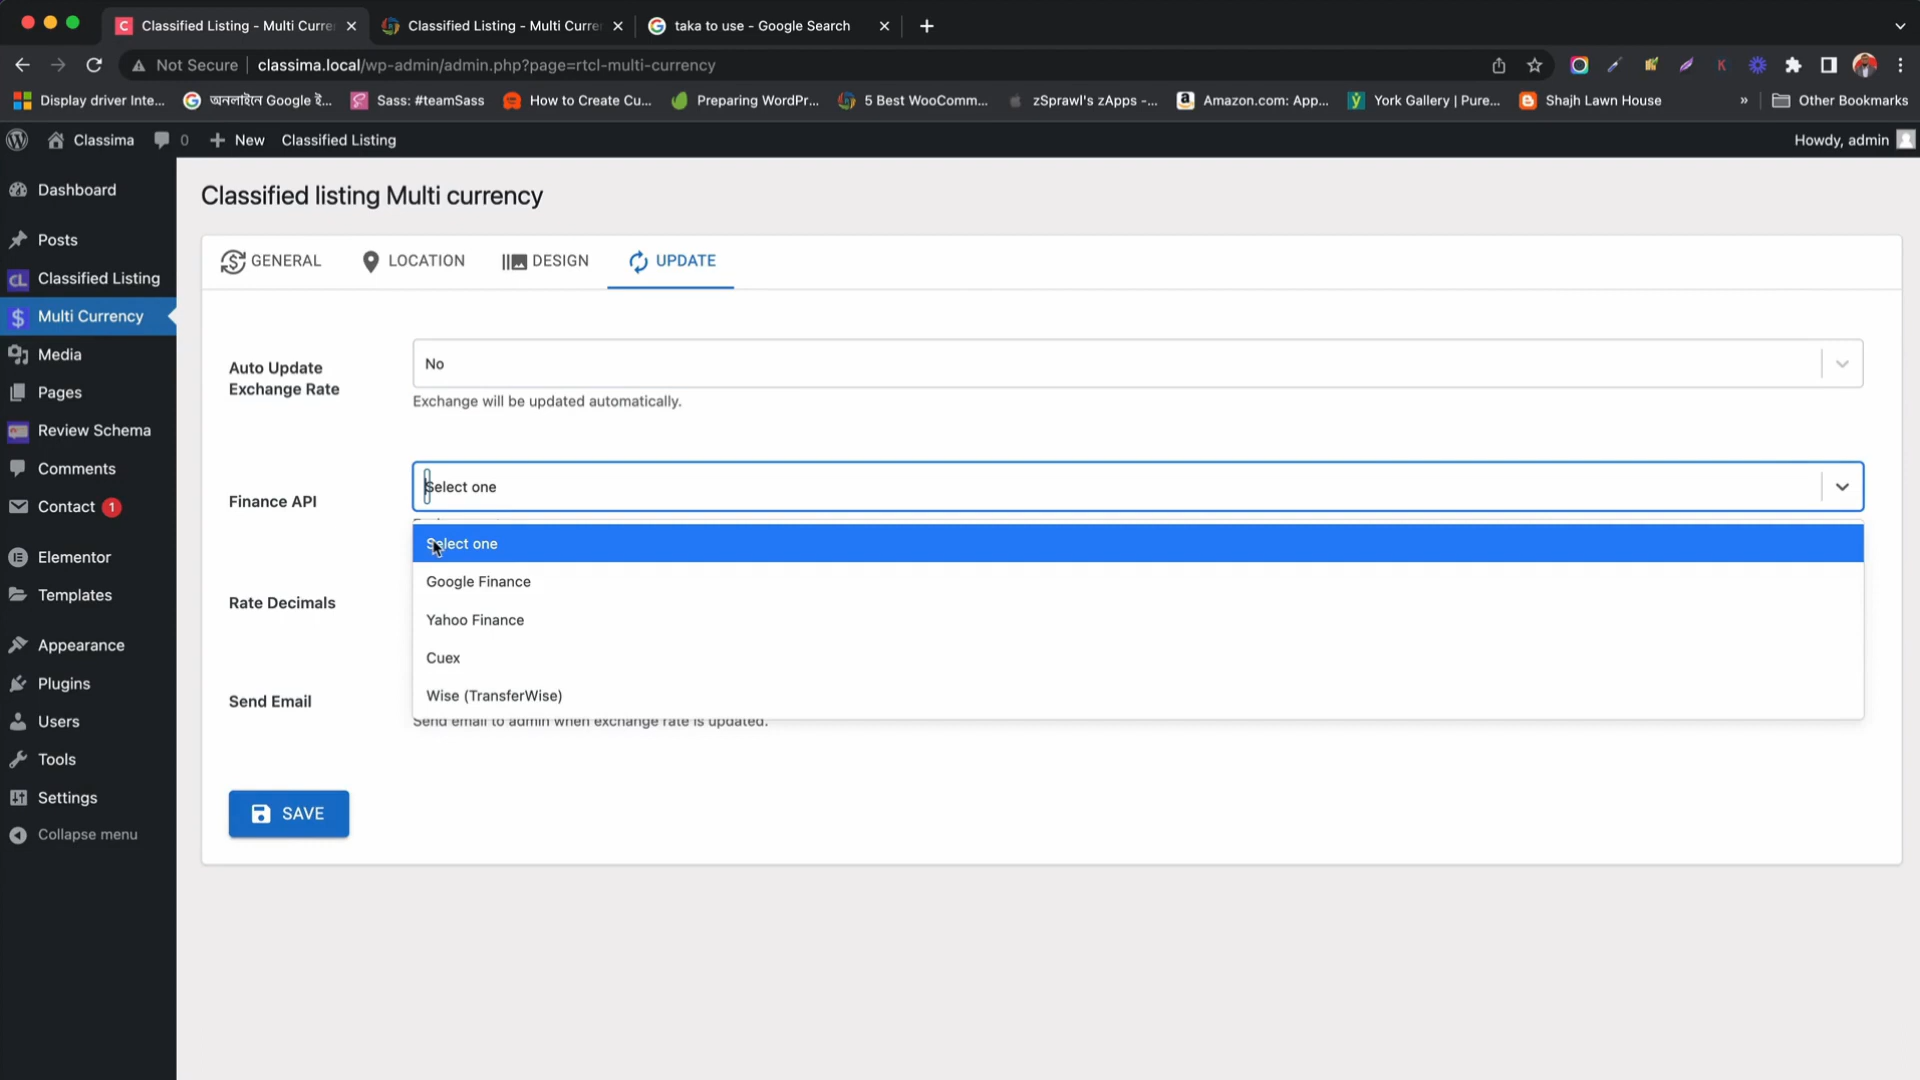 Classified Listing - Multi Curre
Classified Listing - Multi Curre
taka to use - Google Search
Not Secure
classima.local/wp-admin/admin.php?page=rtcl-multi-currency
Display driver Inte...
অনলাইনে Google ই...
Sass: #teamSass
How to Create Cu...
Preparing WordPr...
5 Best WooComm...
zSprawl's zApps -...
Amazon.com: App...
York Gallery | Pure...
Shajh Lawn House
»
Other Bookmarks
Classima
0
New
Classified Listing
Howdy, admin
Dashboard
Posts
Classified Listing
Multi Currency
Media
Pages
Review Schema
Comments
Contact 1
Elementor
Templates
Appearance
Plugins
Users
Tools
Settings
Collapse menu
Classified listing Multi currency
GENERAL
LOCATION
DESIGN
UPDATE
Auto Update
Exchange Rate
No
Exchange will be updated automatically.
Finance API
Select one
Select one
Google Finance
Yahoo Finance
Cuex
Wise (TransferWise)
Rate Decimals
Send Email
Send email to admin when exchange rate is updated.
SAVE